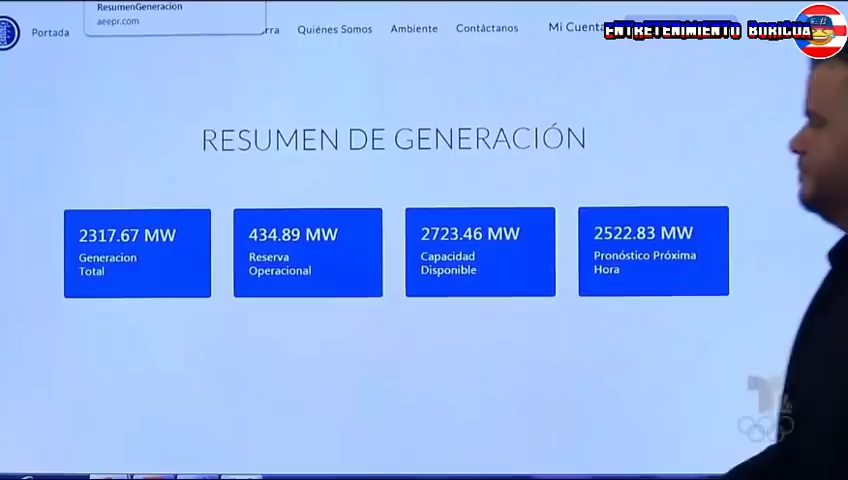 ResumenGeneracion
aeepr.com
Portada
Quiénes Somos
Ambiente
Contáctanos
Mi Cuenta
ENTRETENIMIENTO BORICUA
RESUMEN DE GENERACIÓN
2317.67 MW
Generacion
Total
434.89 MW
Reserva
Operacional
2723.46 MW
Capacidad
Disponible
2522.83 MW
Pronóstico Próxima
Hora